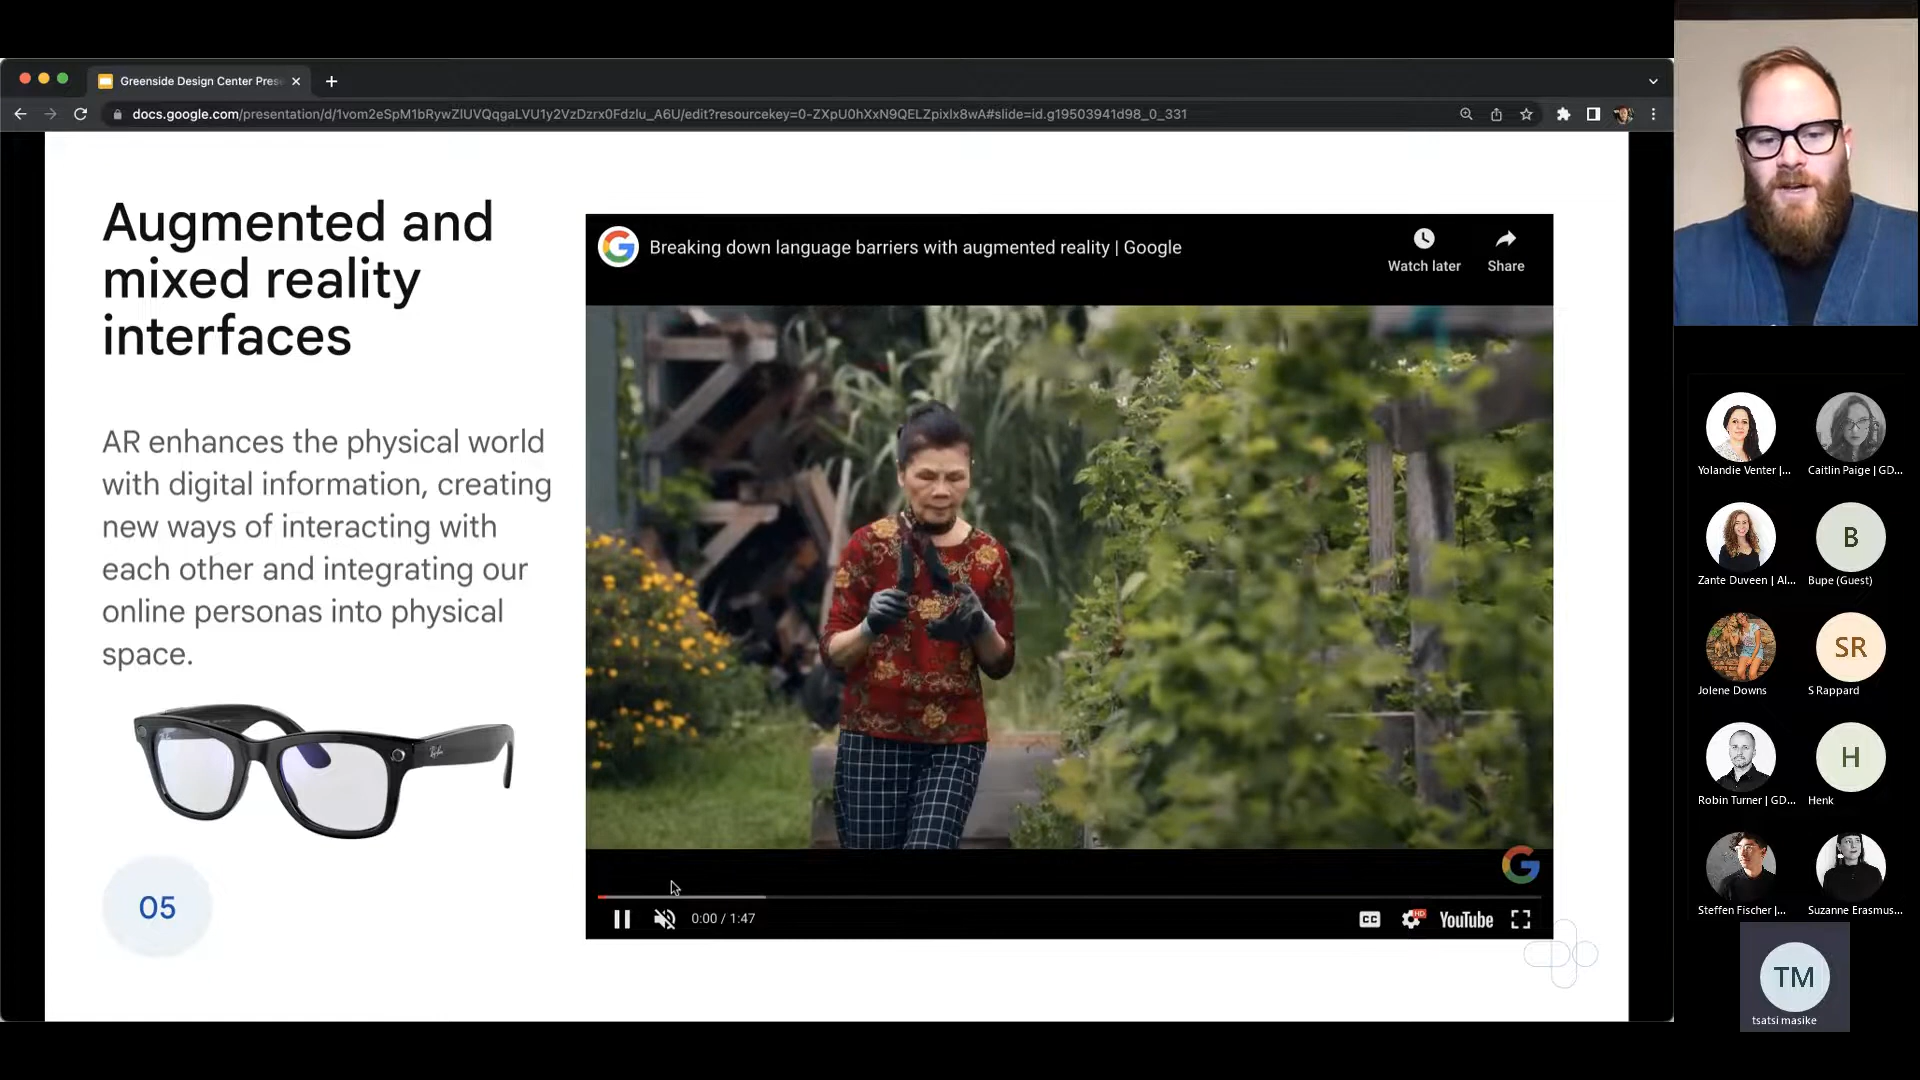 Greenside Design Center Pres
docs.google.com/presentation/d/1vom2eSpM1bRywZlUVQqgaLVU1y2VzDzrx0Fdzlu_A6U/edit?resourcekey=0-ZXpU0hXxN9QELZpixlx8wA#slide=id.g19503941d98_0_331
Augmented and
mixed reality
interfaces
AR enhances the physical world
with digital information, creating
new ways of interacting with
each other and integrating our
online personas into physical
space.
Ray-Ban
05
Breaking down language barriers with augmented reality | Google
Watch later
Share
0:00 / 1:47
CC
HD
YouTube
Yolandie Venter |...
Caitlin Paige | GD...
Zante Duveen | Al...
B
Bupe (Guest)
Jolene Downs
SR
S Rappard
Robin Turner | GD...
H
Henk
Steffen Fischer |...
Suzanne Erasmus...
TM
tsatsi masike